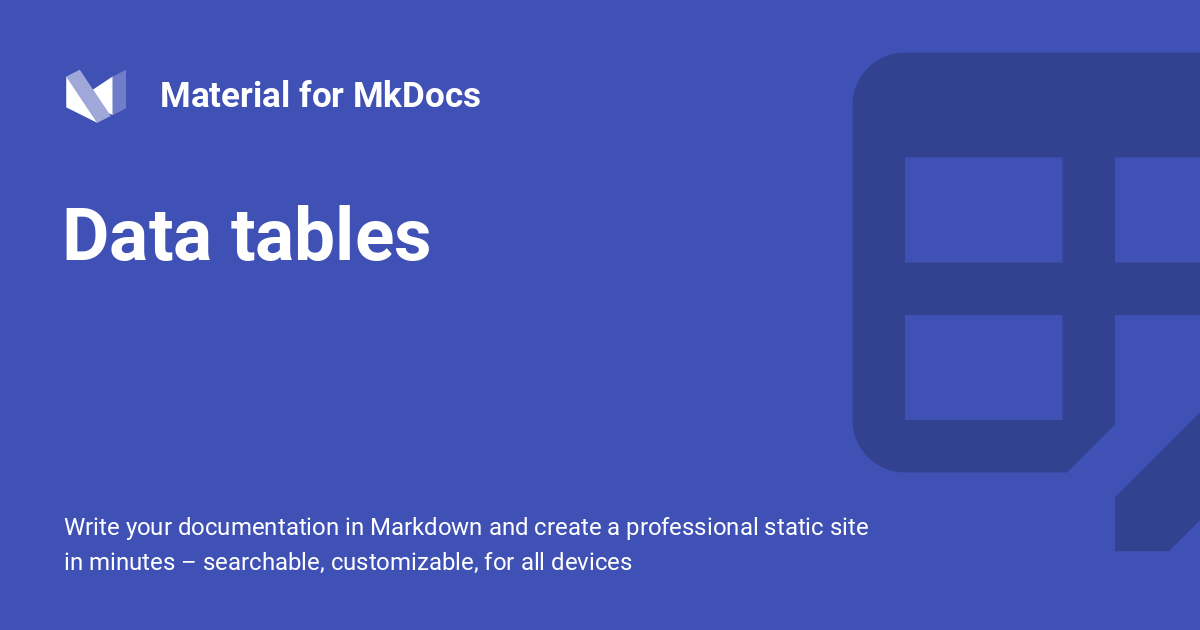 Material for MkDocs
Data tables
Write your documentation in Markdown and create a professional static site
in minutes – searchable, customizable, for all devices